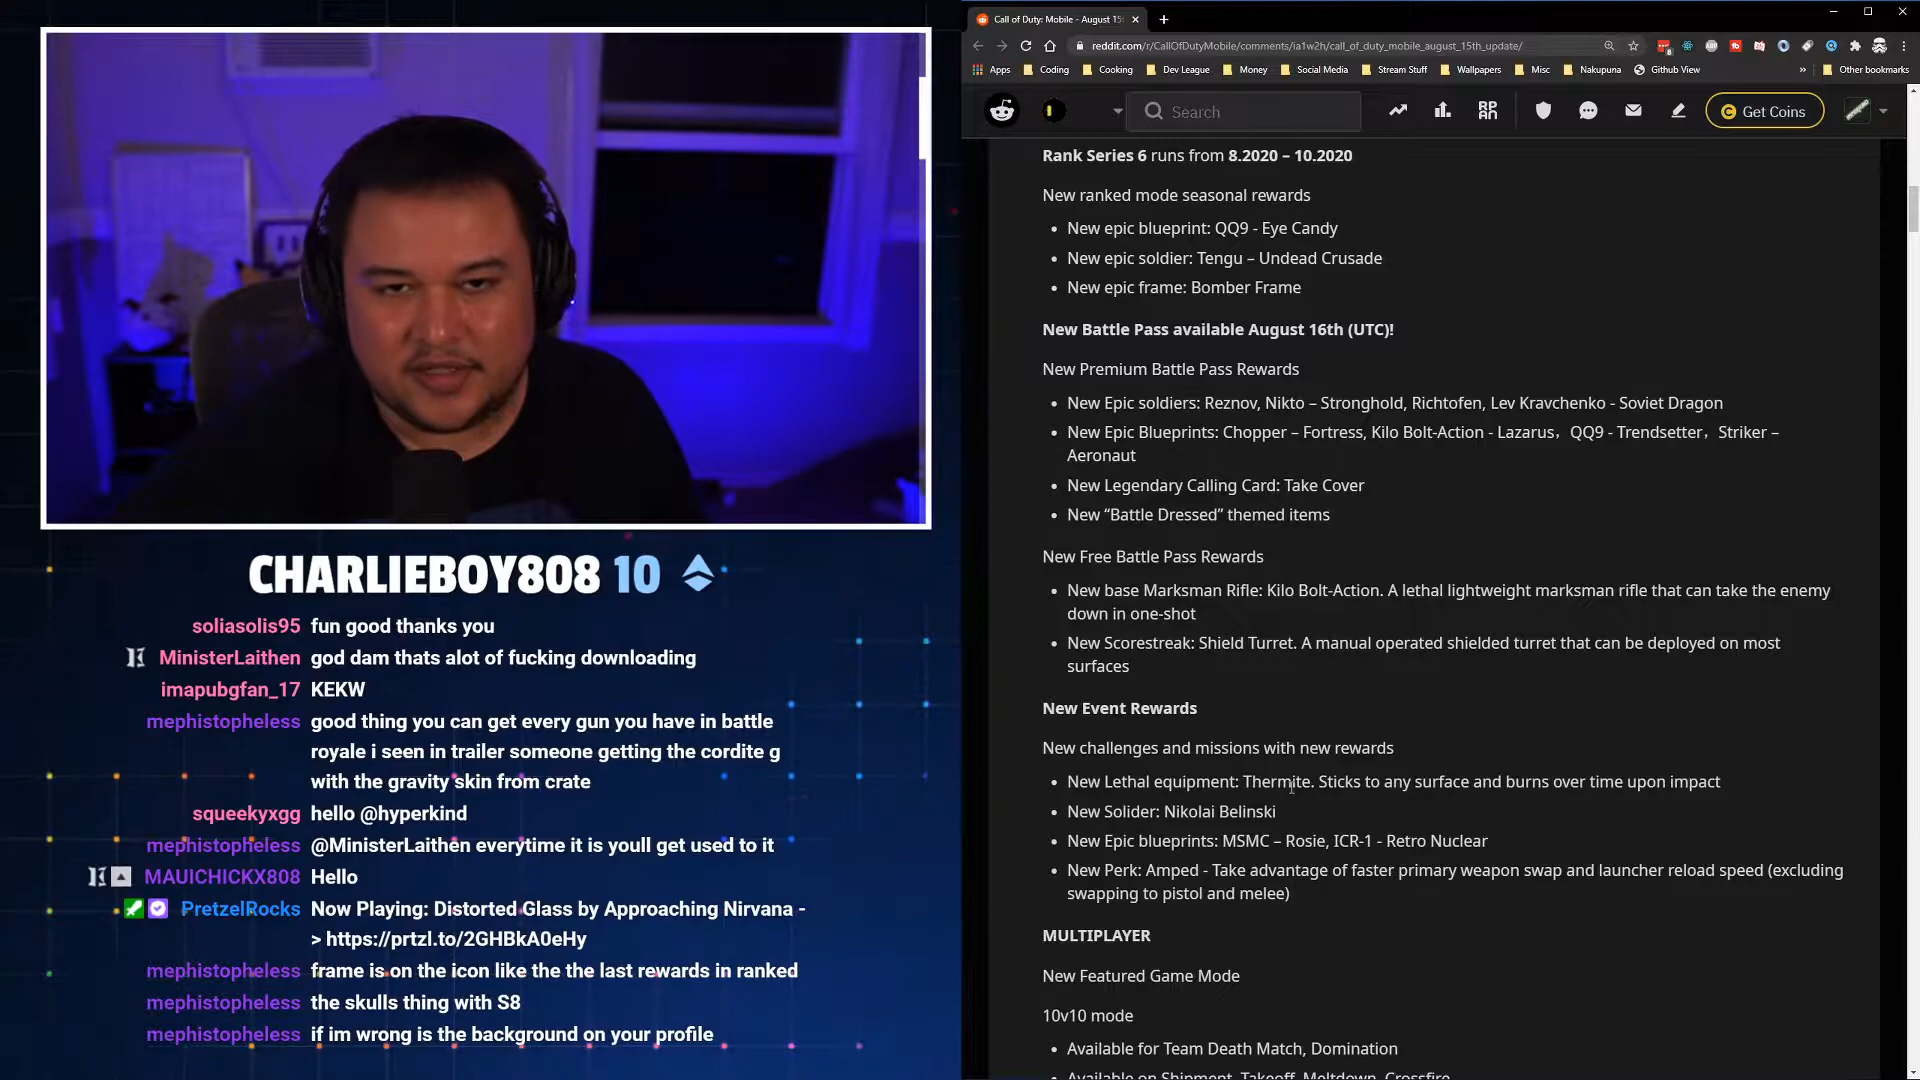 CHARLIEBOY808 10
soliasolis95 fun good thanks you
MinisterLaithen god dam thats alot of fucking downloading
imapubgfan_17 KEKW
mephistopheless good thing you can get every gun you have in battle
royale i seen in trailer someone getting the cordite g
with the gravity skin from crate
squeekyxgg hello @hyperkind
mephistopheless @MinisterLaithen everytime it is youll get used to it
MAUICHICKX808 Hello
PretzelRocks Now Playing: Distorted Glass by Approaching Nirvana -
> https://prtzl.to/2GHBkA0eHy
mephistopheless frame is on the icon like the the last rewards in ranked
mephistopheless the skulls thing with S8
mephistopheless if im wrong is the background on your profile
Call of Duty: Mobile - August 15
reddit.com/r/CallOfDutyMobile/comments/ia1w2h/call_of_duty_mobile_august_15th_update/
Apps Coding Cooking Dev League Money Social Media Stream Stuff Wallpapers Misc Nakupuna Github View » Other bookmarks
Search Get Coins
Rank Series 6 runs from 8.2020 – 10.2020
New ranked mode seasonal rewards
• New epic blueprint: QQ9 - Eye Candy
• New epic soldier: Tengu – Undead Crusade
• New epic frame: Bomber Frame
New Battle Pass available August 16th (UTC)!
New Premium Battle Pass Rewards
• New Epic soldiers: Reznov, Nikto – Stronghold, Richtofen, Lev Kravchenko - Soviet Dragon
• New Epic Blueprints: Chopper – Fortress, Kilo Bolt-Action - Lazarus，QQ9 - Trendsetter，Striker –
Aeronaut
• New Legendary Calling Card: Take Cover
• New “Battle Dressed” themed items
New Free Battle Pass Rewards
• New base Marksman Rifle: Kilo Bolt-Action. A lethal lightweight marksman rifle that can take the enemy
down in one-shot
• New Scorestreak: Shield Turret. A manual operated shielded turret that can be deployed on most
surfaces
New Event Rewards
New challenges and missions with new rewards
• New Lethal equipment: Thermite. Sticks to any surface and burns over time upon impact
• New Solider: Nikolai Belinski
• New Epic blueprints: MSMC – Rosie, ICR-1 - Retro Nuclear
• New Perk: Amped - Take advantage of faster primary weapon swap and launcher reload speed (excluding
swapping to pistol and melee)
MULTIPLAYER
New Featured Game Mode
10v10 mode
• Available for Team Death Match, Domination
• Available on Shipment, Takeoff, Meltdown, Crossfire